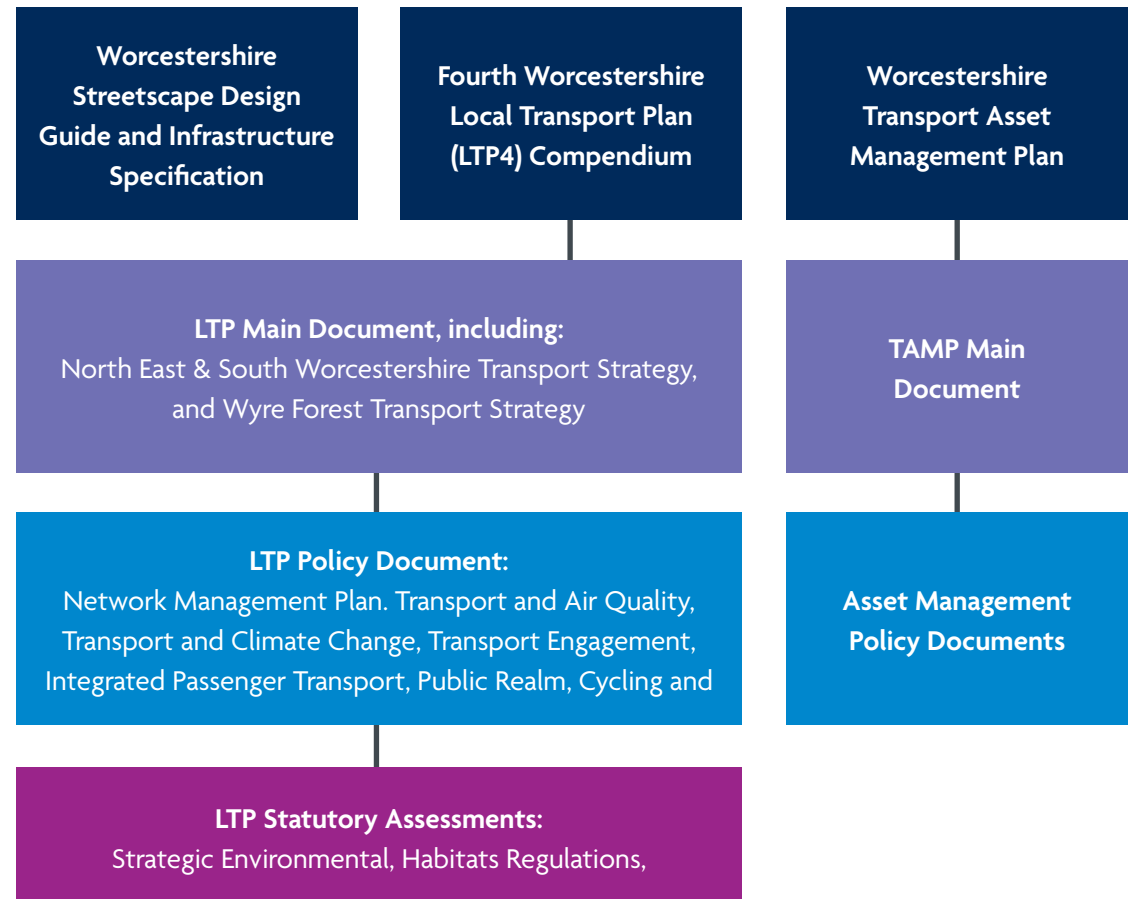 Worcestershire
Streetscape Design
Guide and Infrastructure
Specification
Fourth Worcestershire
Local Transport Plan
(LTP4) Compendium
Worcestershire
Transport Asset
Management Plan
LTP Main Document, including:
North East & South Worcestershire Transport Strategy,
and Wyre Forest Transport Strategy
TAMP Main
Document
LTP Policy Document:
Network Management Plan. Transport and Air Quality,
Transport and Climate Change, Transport Engagement,
Integrated Passenger Transport, Public Realm, Cycling and
Asset Management
Policy Documents
LTP Statutory Assessments:
Strategic Environmental, Habitats Regulations,